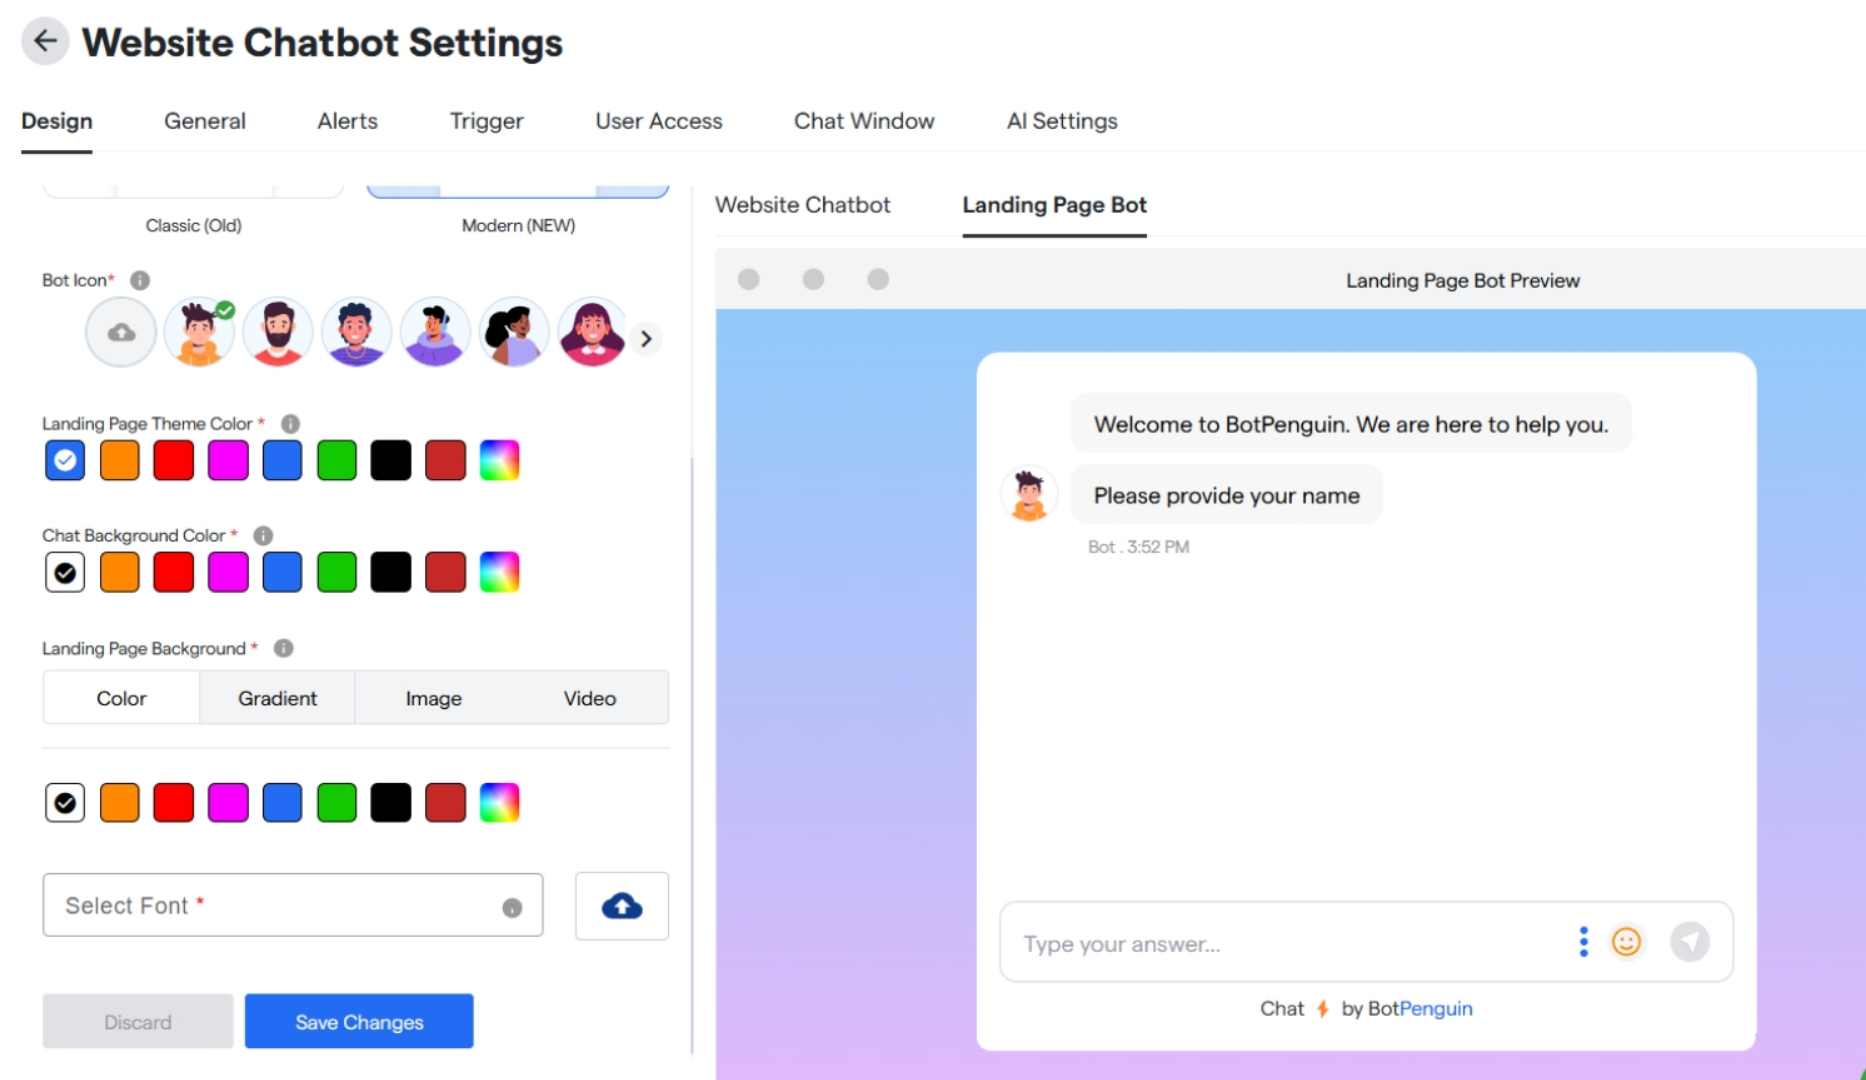 Website Chatbot Settings
Design General Alerts Trigger User Access Chat Window AI Settings
Classic (Old) Modern (NEW)
Bot Icon*
Landing Page Theme Color *
Chat Background Color *
Landing Page Background *
Color Gradient Image Video
Select Font *
Discard Save Changes
Website Chatbot Landing Page Bot
Landing Page Bot Preview
Welcome to BotPenguin. We are here to help you.
Please provide your name
Bot . 3:52 PM
Type your answer...
Chat by BotPenguin